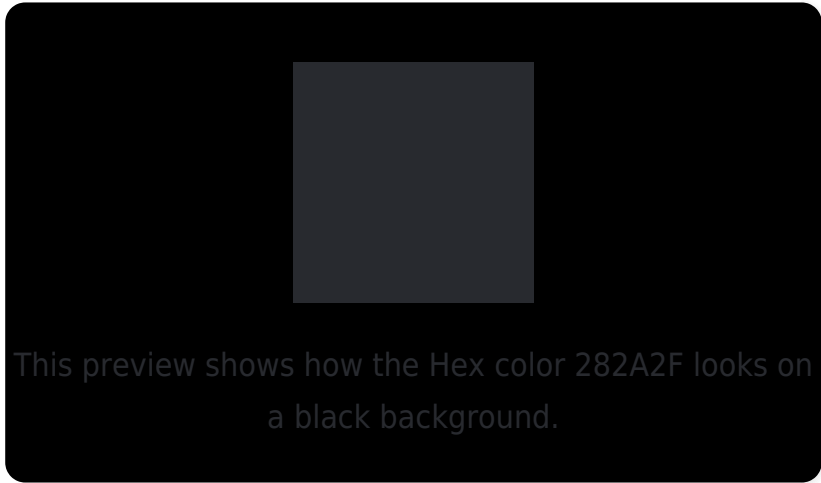 This preview shows how the Hex color 282A2F looks on
a black background.